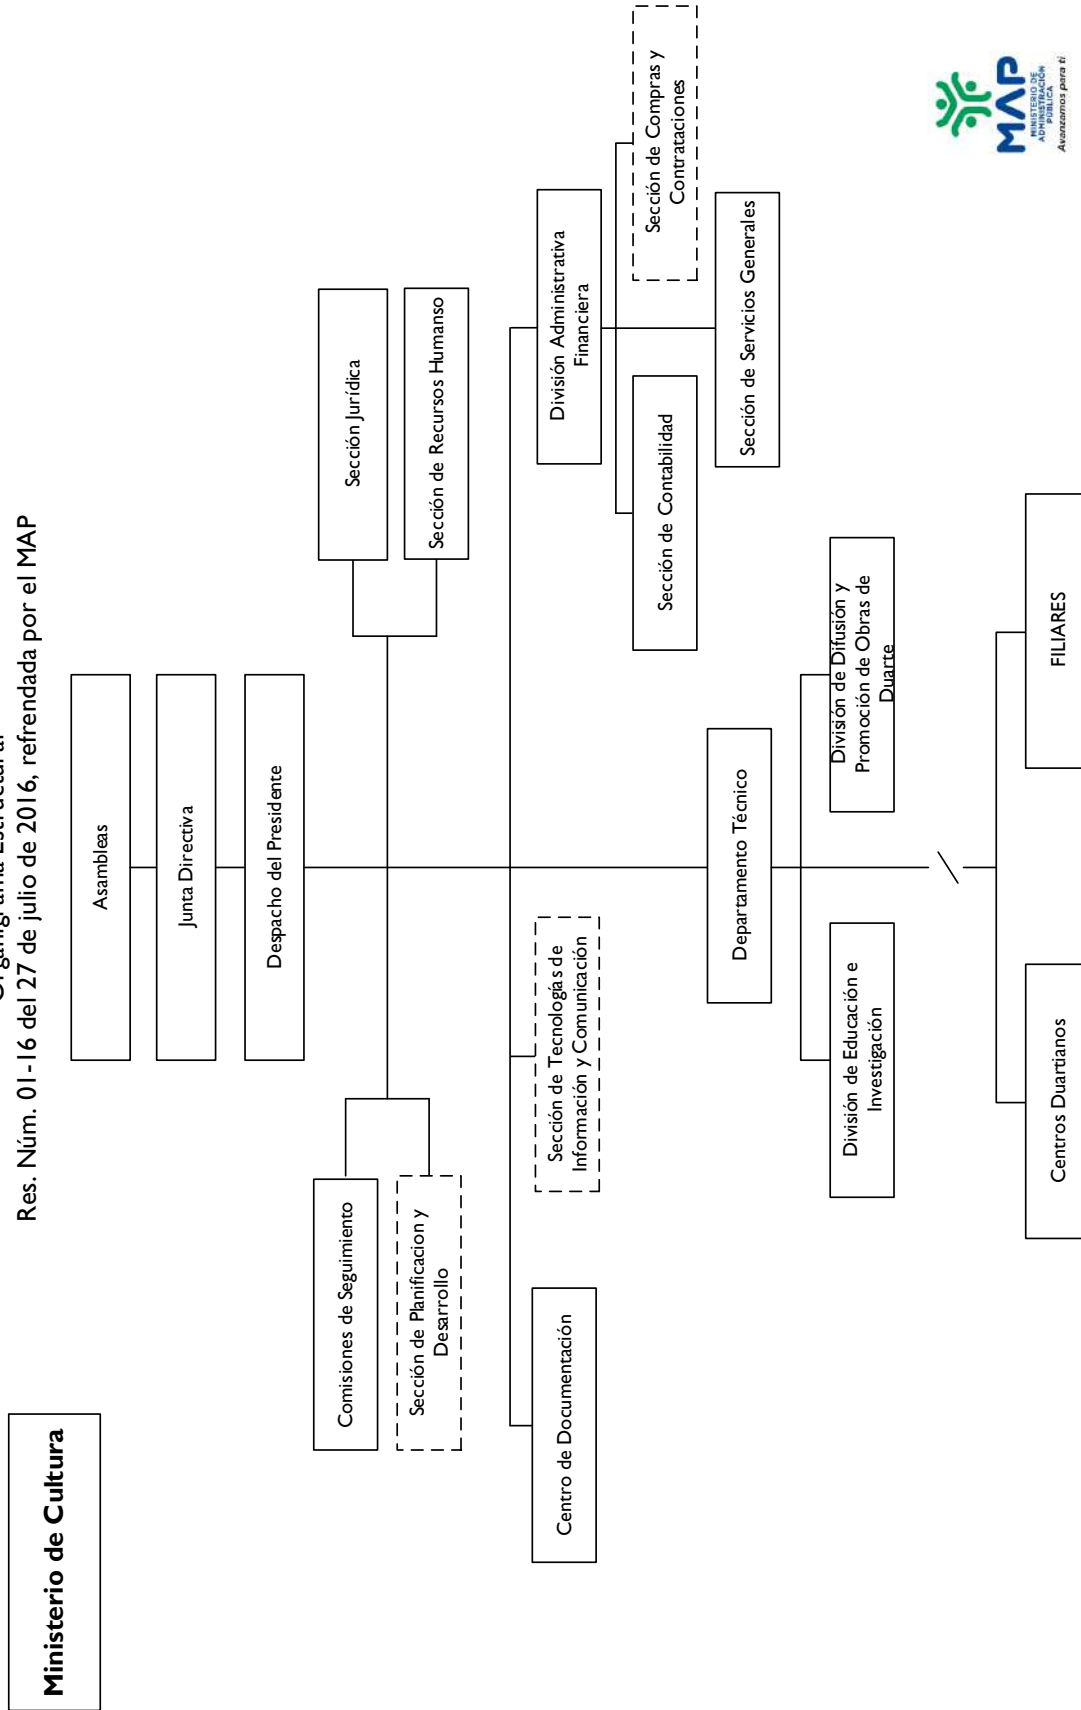 Organigrama Estructural
Res. Núm. 01-16 del 27 de julio de 2016, refrendada por el MAP
Ministerio de Cultura
Asambleas
Junta Directiva
Despacho del Presidente
Comisiones de Seguimiento
Sección Jurídica
Sección de Planificacion y
Desarrollo
Sección de Recursos Humanso
Centro de Documentación
Sección de Tecnologías de
Información y Comunicación
División Administrativa
Financiera
Sección de Contabilidad
Sección de Compras y
Contrataciones
Sección de Servicios Generales
Departamento Técnico
División de Educación e
Investigación
División de Difusión y
Promoción de Obras de
Duarte
Centros Duartianos
FILIARES
MAP
MINISTERIO DE
ADMINISTRACIÓN
PÚBLICA
Avanzamos para ti